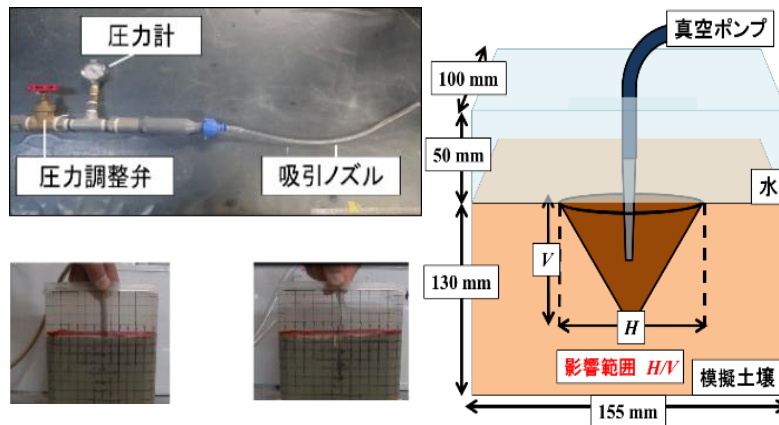 圧力計
圧力調整弁
吸引ノズル
真空ポンプ
100 mm
50 mm
水
130 mm
V
H
影響範囲 H/V
模擬土壌
155 mm